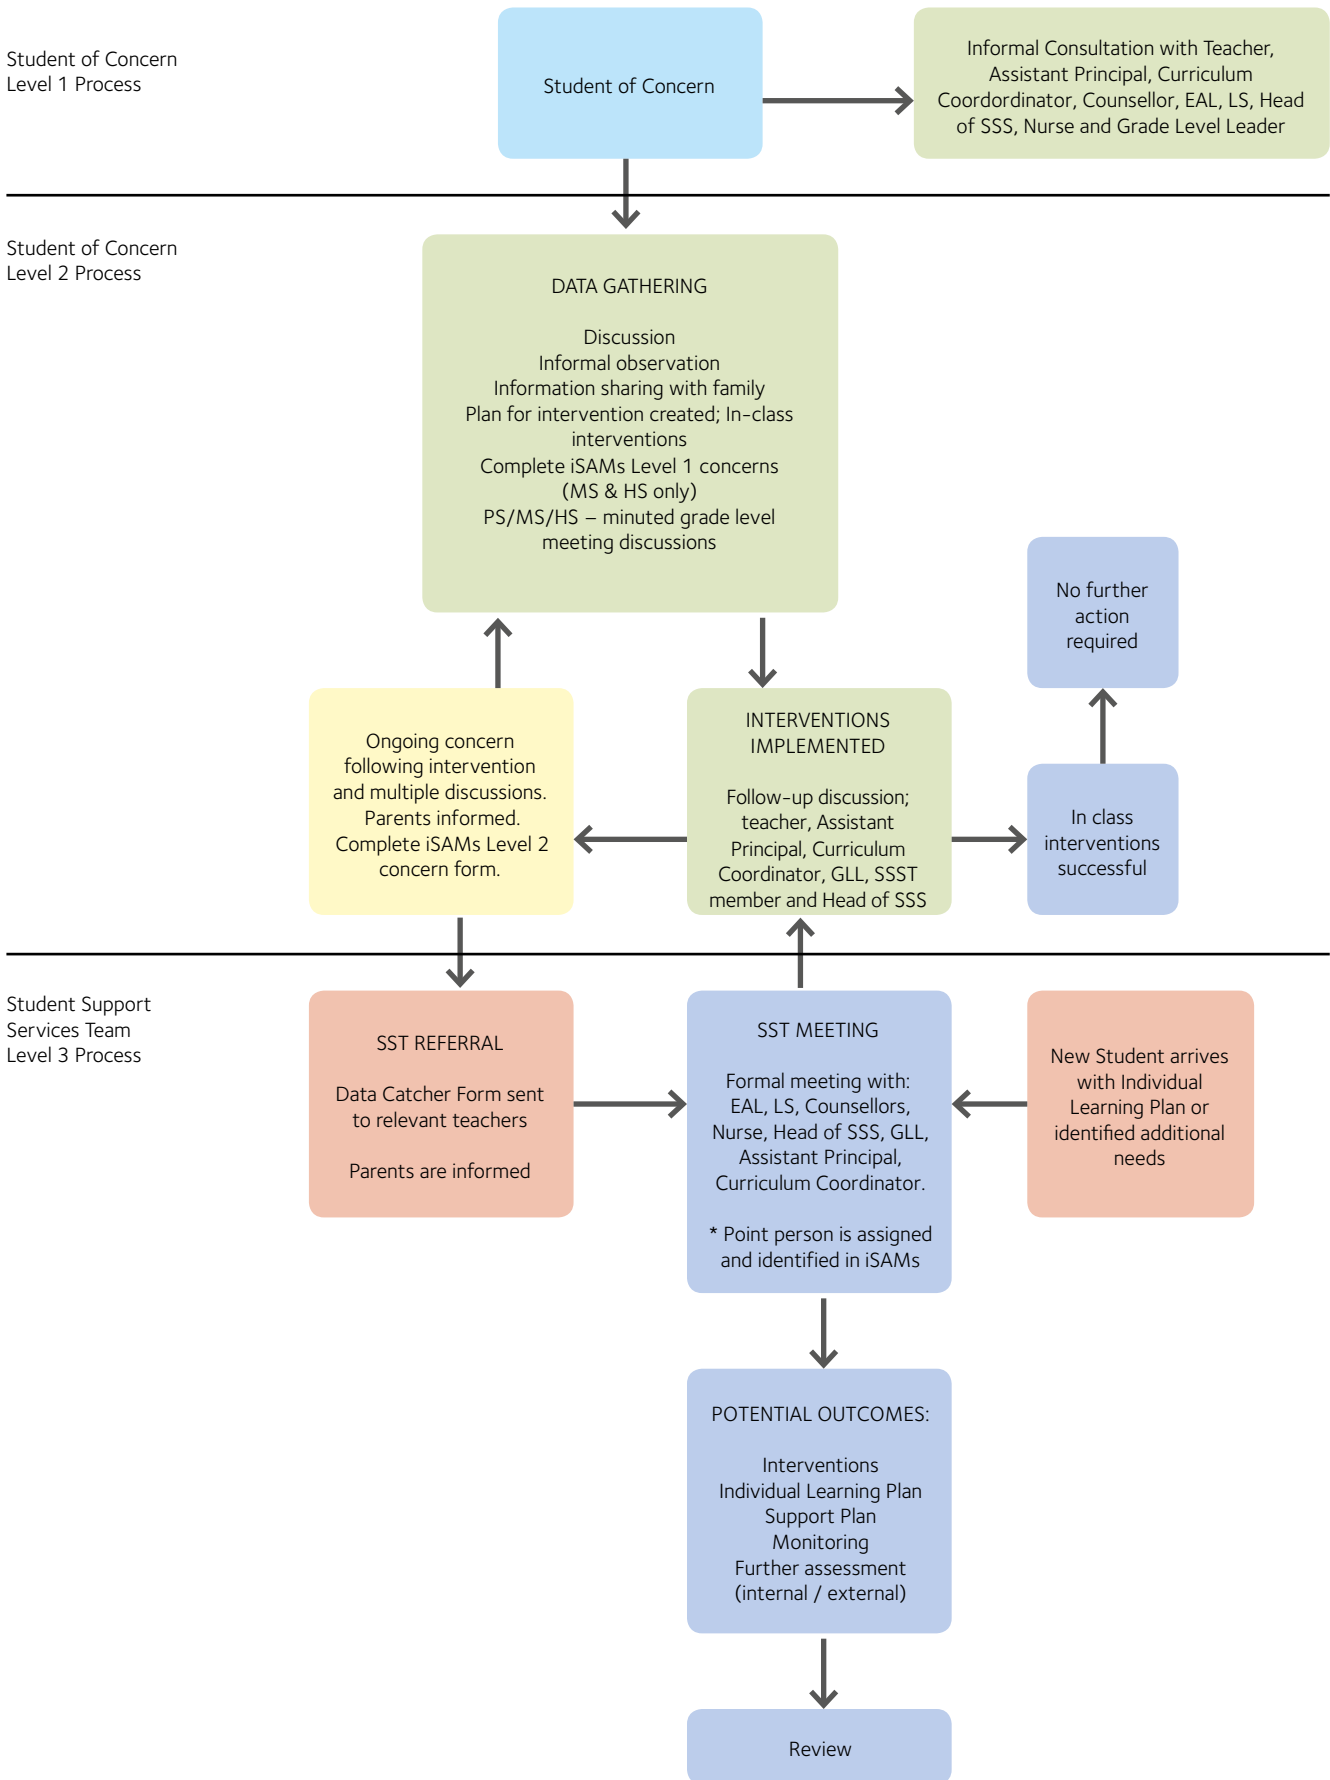 Student of Concern
Level 1 Process
Student of Concern
Informal Consultation with Teacher,
Assistant Principal, Curriculum
Coordordinator, Counsellor, EAL, LS, Head
of SSS, Nurse and Grade Level Leader
Student of Concern
Level 2 Process
DATA GATHERING
Discussion
Informal observation
Information sharing with family
Plan for intervention created; In-class
interventions
Complete iSAMs Level 1 concerns
(MS & HS only)
PS/MS/HS – minuted grade level
meeting discussions
No further
action
required
Ongoing concern
following intervention
and multiple discussions.
Parents informed.
Complete iSAMs Level 2
concern form.
INTERVENTIONS
IMPLEMENTED
Follow-up discussion;
teacher, Assistant
Principal, Curriculum
Coordinator, GLL, SSST
member and Head of SSS
In class
interventions
successful
Student Support
Services Team
Level 3 Process
SST REFERRAL
Data Catcher Form sent
to relevant teachers
Parents are informed
SST MEETING
Formal meeting with:
EAL, LS, Counsellors,
Nurse, Head of SSS, GLL,
Assistant Principal,
Curriculum Coordinator.
* Point person is assigned
and identified in iSAMs
New Student arrives
with Individual
Learning Plan or
identified additional
needs
POTENTIAL OUTCOMES:
Interventions
Individual Learning Plan
Support Plan
Monitoring
Further assessment
(internal / external)
Review